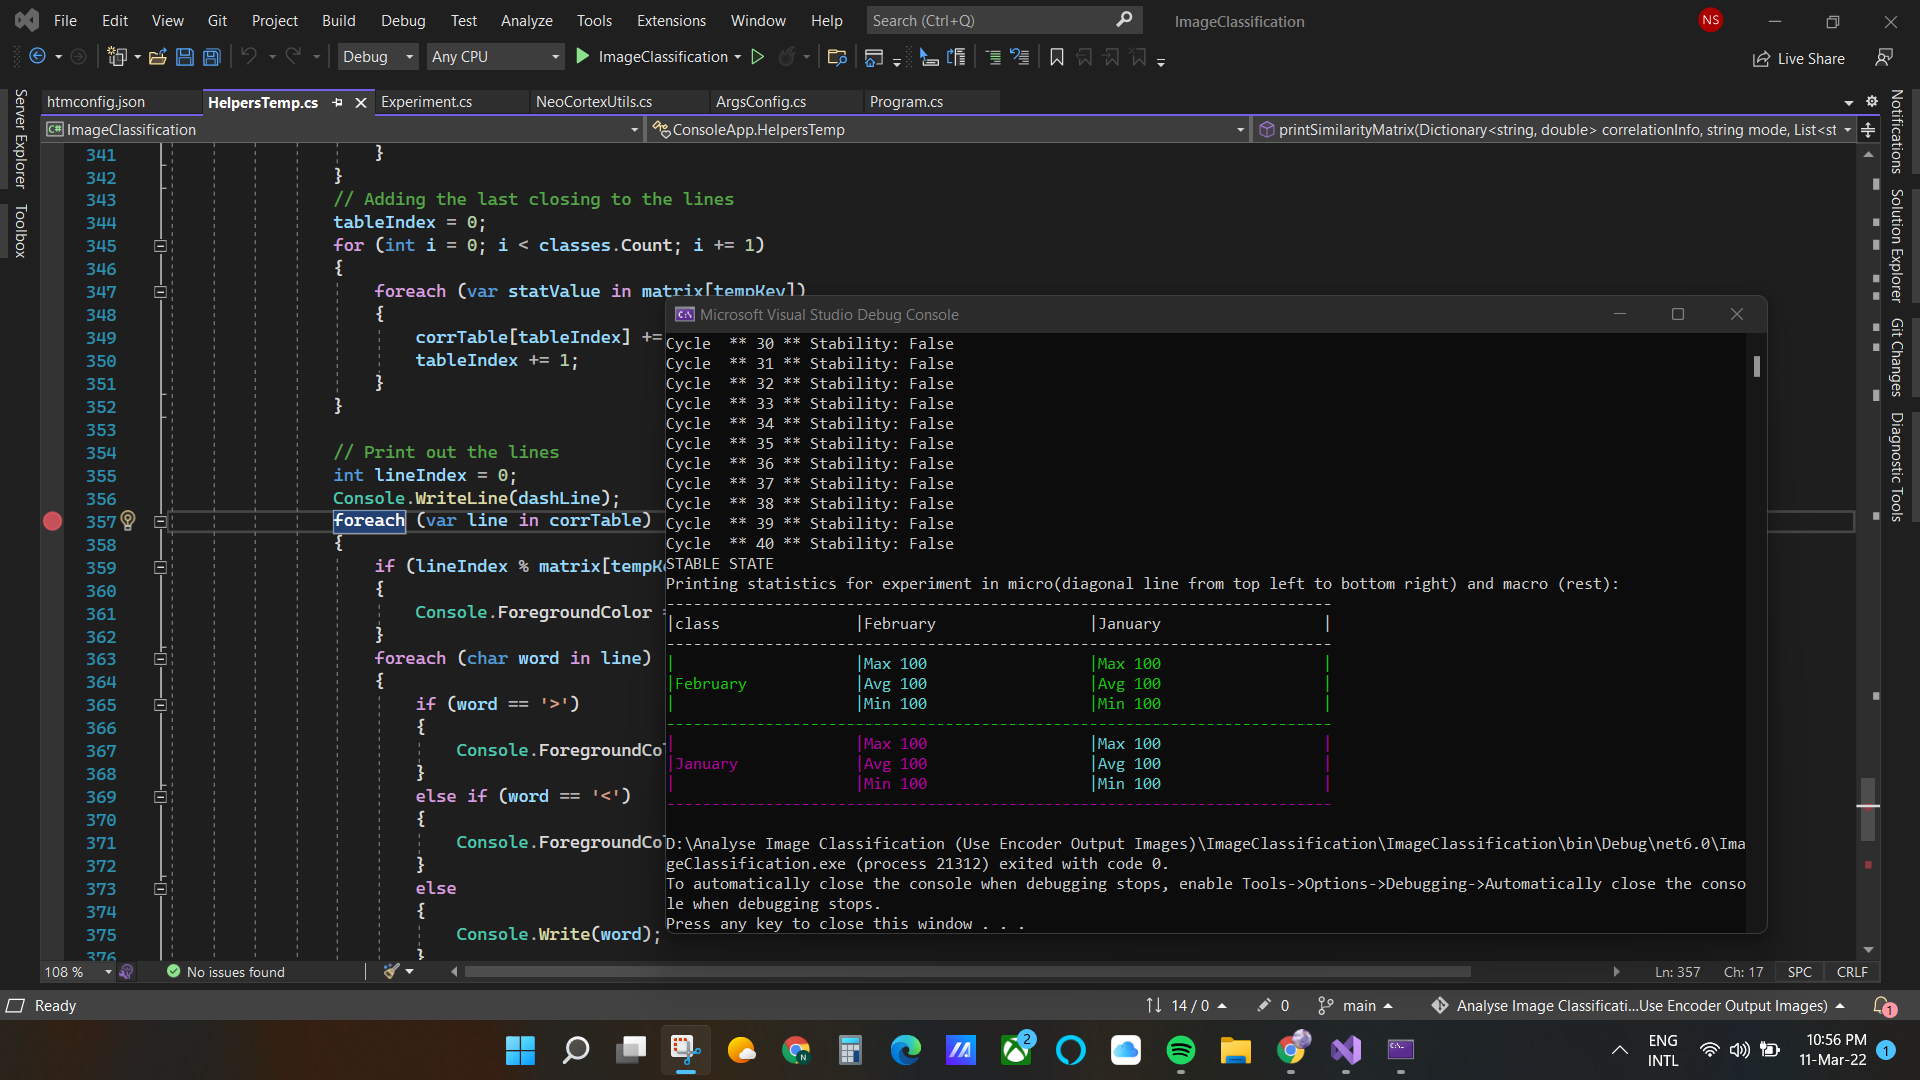 File Edit View Git Project Build Debug Test Analyze Tools Extensions Window Help Search (Ctrl+Q) ImageClassification NS
Debug Any CPU ImageClassification Live Share
htmconfig.json HelpersTemp.cs Experiment.cs NeoCortexUtils.cs ArgsConfig.cs Program.cs
C# ImageClassification ConsoleApp.HelpersTemp printSimilarityMatrix(Dictionary<string, double> correlationInfo, string mode, List<st
Server Explorer
Toolbox
Notifications
Solution Explorer
Git Changes
Diagnostic Tools
341 }
342 }
343 // Adding the last closing to the lines
344 tableIndex = 0;
345 for (int i = 0; i < classes.Count; i += 1)
346 {
347 foreach (var statValue in matrix[tempKey])
348 {
349 corrTable[tableIndex] +=
350 tableIndex += 1;
351 }
352 }
353
354 // Print out the lines
355 int lineIndex = 0;
356 Console.WriteLine(dashLine);
357 foreach (var line in corrTable)
358 {
359 if (lineIndex % matrix[tempK
360 {
361 Console.ForegroundColor =
362 }
363 foreach (char word in line)
364 {
365 if (word == '>')
366 {
367 Console.ForegroundCo
368 }
369 else if (word == '<')
370 {
371 Console.ForegroundCo
372 }
373 else
374 {
375 Console.Write(word);
376 }
Microsoft Visual Studio Debug Console
Cycle ** 30 ** Stability: False
Cycle ** 31 ** Stability: False
Cycle ** 32 ** Stability: False
Cycle ** 33 ** Stability: False
Cycle ** 34 ** Stability: False
Cycle ** 35 ** Stability: False
Cycle ** 36 ** Stability: False
Cycle ** 37 ** Stability: False
Cycle ** 38 ** Stability: False
Cycle ** 39 ** Stability: False
Cycle ** 40 ** Stability: False
STABLE STATE
Printing statistics for experiment in micro(diagonal line from top left to bottom right) and macro (rest):
--------------------------------------------------------------------------
|class |February |January |
--------------------------------------------------------------------------
| |Max 100 |Max 100 |
|February |Avg 100 |Avg 100 |
| |Min 100 |Min 100 |
--------------------------------------------------------------------------
| |Max 100 |Max 100 |
|January |Avg 100 |Avg 100 |
| |Min 100 |Min 100 |
--------------------------------------------------------------------------
D:\Analyse Image Classification (Use Encoder Output Images)\ImageClassification\ImageClassification\bin\Debug\net6.0\Ima
geClassification.exe (process 21312) exited with code 0.
To automatically close the console when debugging stops, enable Tools->Options->Debugging->Automatically close the conso
le when debugging stops.
Press any key to close this window . . .
108 % No issues found Ln: 357 Ch: 17 SPC CRLF
Ready 14 / 0 0 main Analyse Image Classificati...Use Encoder Output Images) 1
N 2 ENG 10:56 PM
INTL 11-Mar-22 1